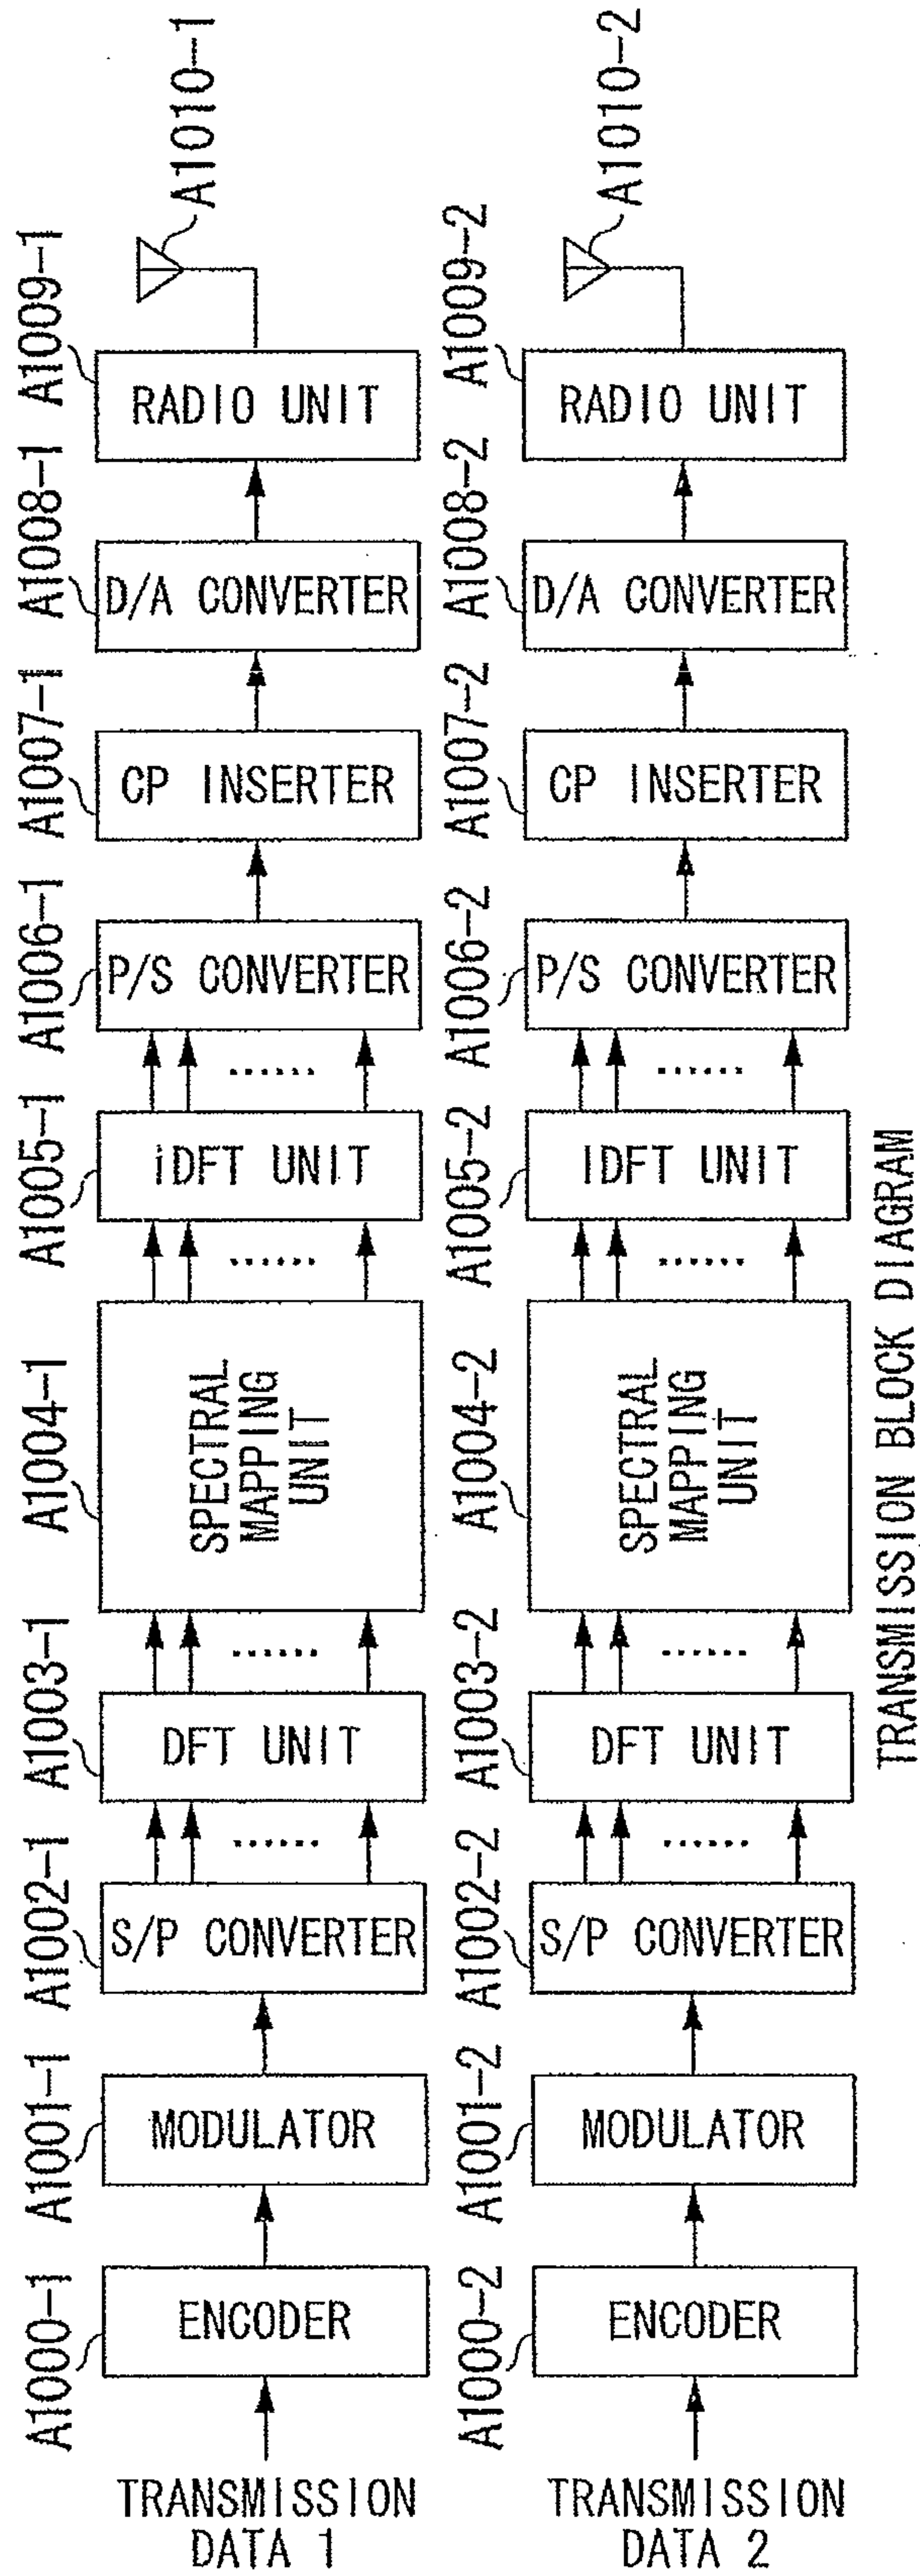 A1010-1
A1009-1
RADIO UNIT
A1008-1
D/A CONVERTER
A1007-1
CP INSERTER
A1006-1
P/S CONVERTER
A1005-1
iDFT UNIT
A1004-1
SPECTRAL
MAPPING
UNIT
A1003-1
DFT UNIT
A1002-1
S/P CONVERTER
A1001-1
MODULATOR
A1000-1
ENCODER
TRANSMISSION
DATA 1
A1010-2
A1009-2
RADIO UNIT
A1008-2
D/A CONVERTER
A1007-2
CP INSERTER
A1006-2
P/S CONVERTER
A1005-2
IDFT UNIT
A1004-2
SPECTRAL
MAPPING
UNIT
A1003-2
DFT UNIT
A1002-2
S/P CONVERTER
A1001-2
MODULATOR
A1000-2
ENCODER
TRANSMISSION
DATA 2
TRANSMISSION BLOCK DIAGRAM